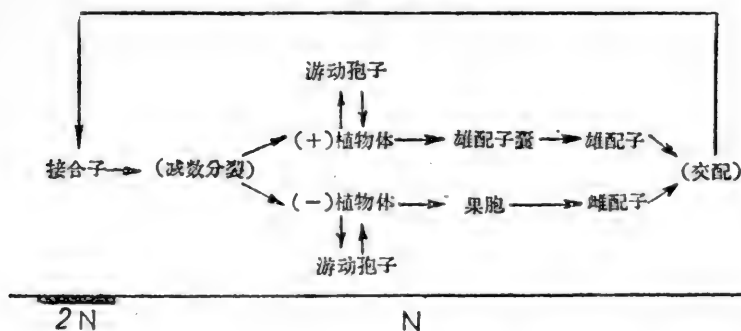 游动孢子
(+)植物体
雄配子囊
雄配子
接合子
(减数分裂)
(交配)
(-)植物体
果胞
雌配子
游动孢子
2N
N